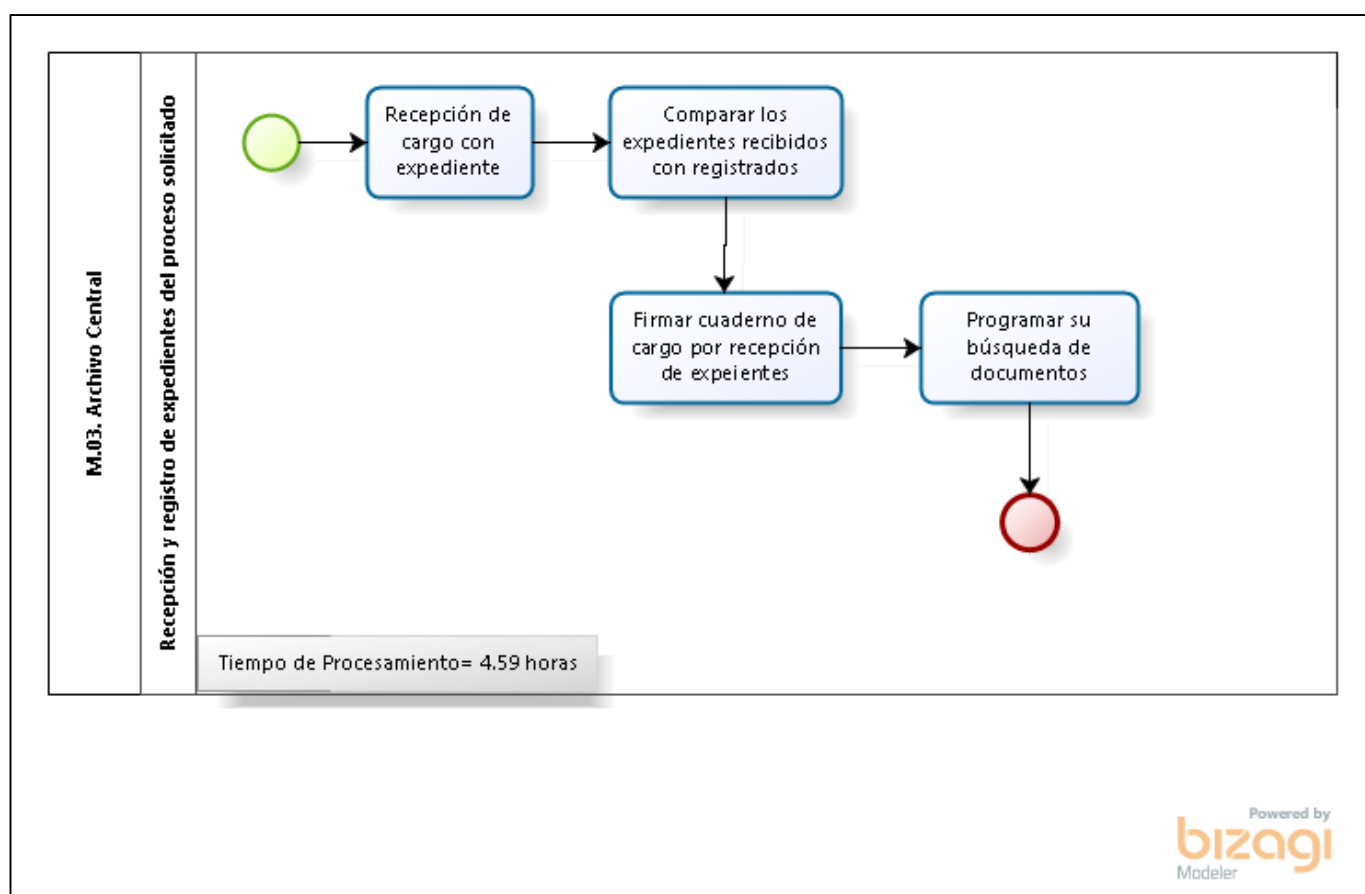 M.03. Archivo Central
Recepción y registro de expedientes del proceso solicitado
Recepción de
cargo con
expediente
Comparar los
expedientes recibidos
con registrados
Firmar cuaderno de
cargo por recepción
de expeientes
Programar su
búsqueda de
documentos
Tiempo de Procesamiento= 4.59 horas
Powered by
bizagi
Modeler